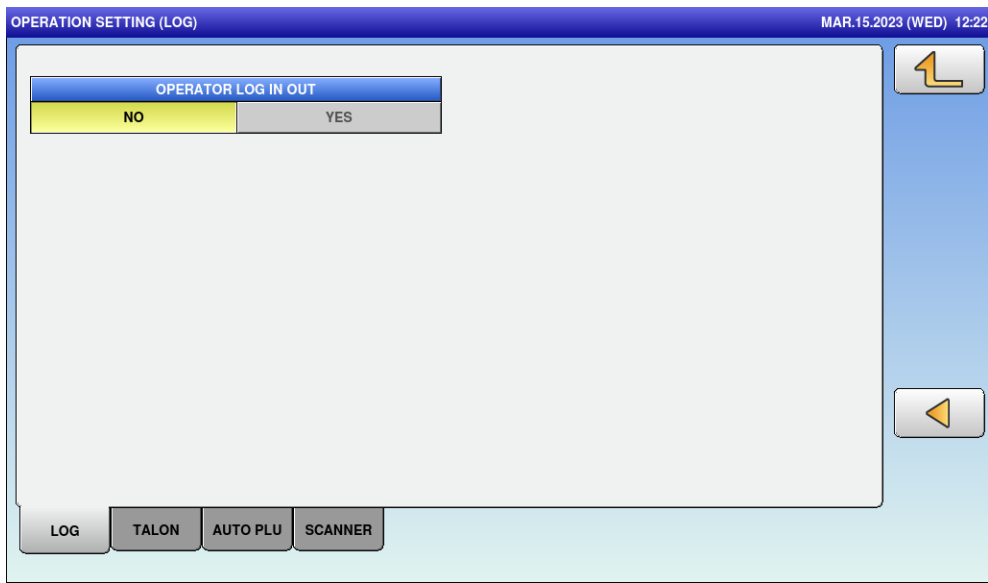 OPERATION SETTING (LOG) MAR.15.2023 (WED) 12:22
OPERATOR LOG IN OUT
NO YES
LOG TALON AUTO PLU SCANNER